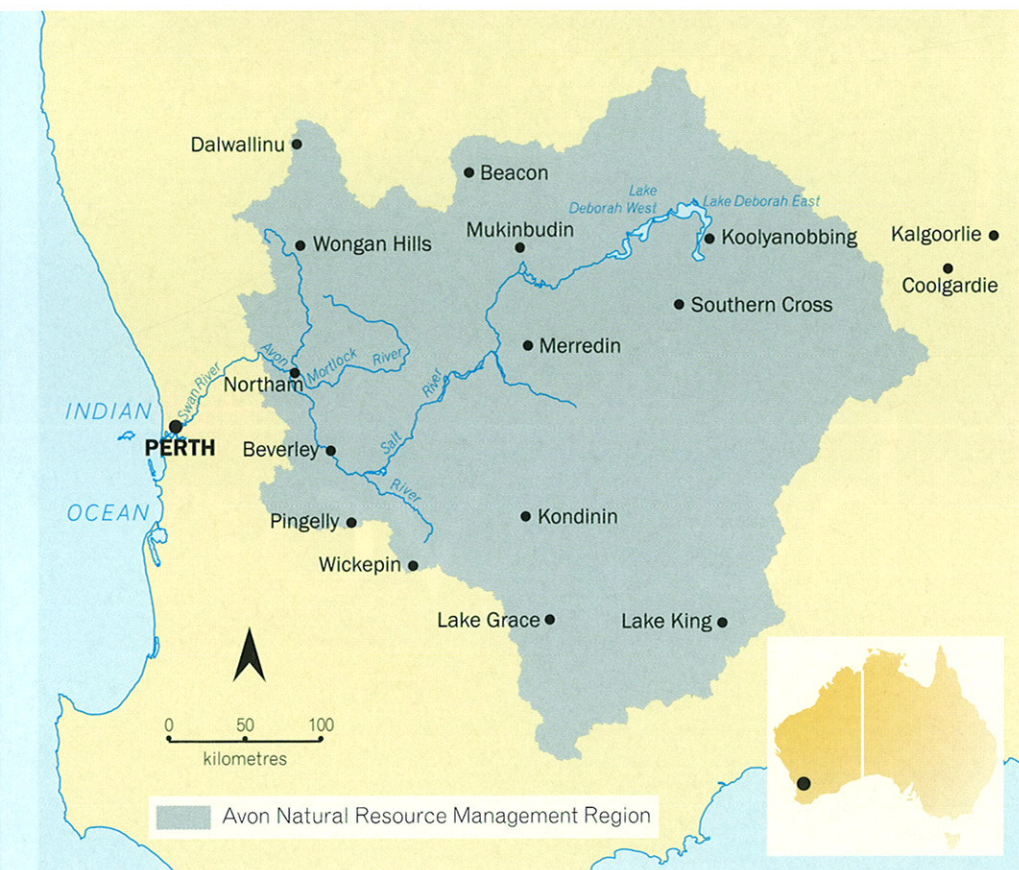 Dalwallinu
Beacon
Lake
Deborah West
Lake Deborah East
Mukinbudin
Wongan Hills
Koolyanobbing
Kalgoorlie
Coolgardie
Southern Cross
Merredin
Avon
Mortlock
River
Northam
Swan River
River
INDIAN
PERTH
Beverley
Salt
River
OCEAN
Pingelly
Kondinin
Wickepin
Lake Grace
Lake King
0 50 100
kilometres
Avon Natural Resource Management Region